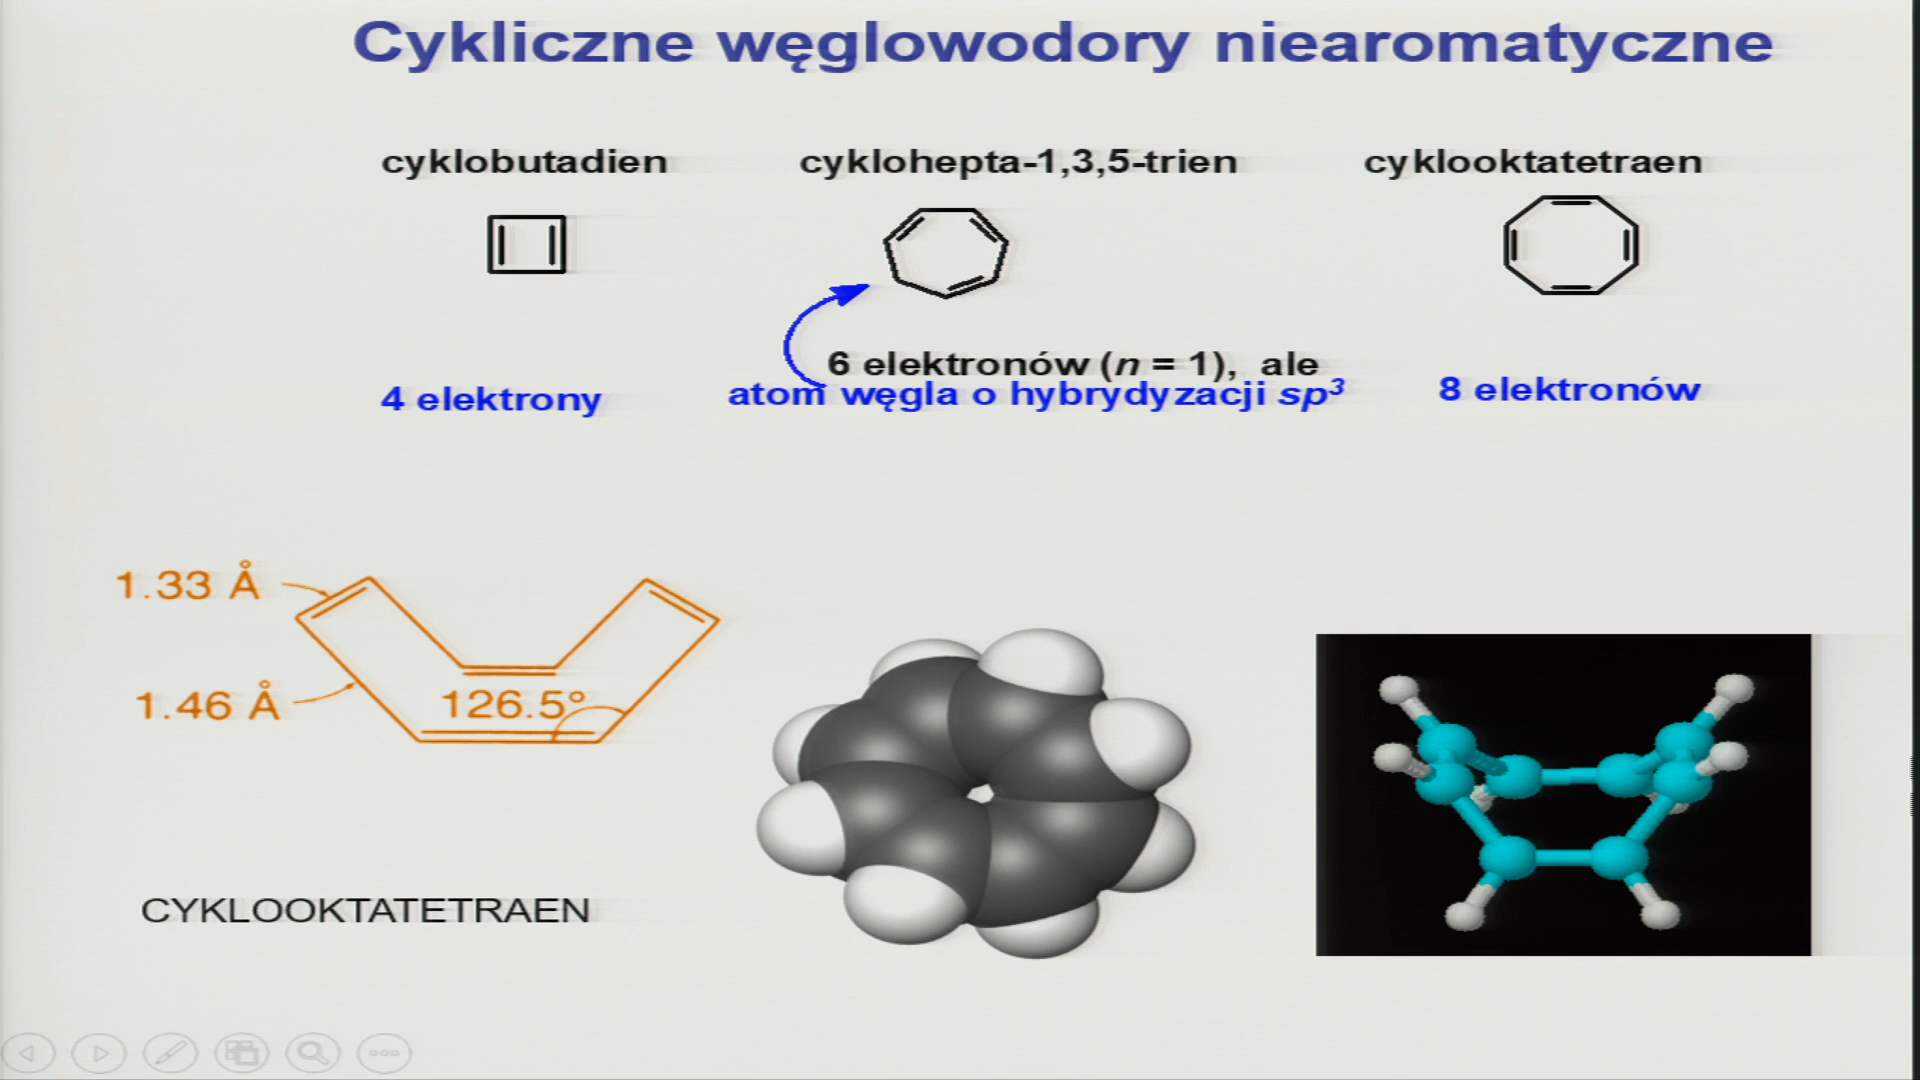 Cykliczne węglowodory niearomatyczne
cyklobutadien
cyklohepta-1,3,5-trien
cyklooktatetraen
4 elektrony
6 elektronów (n = 1), ale
atom węgla o hybrydyzacji sp³
8 elektronów
1.33 Å
1.46 Å
126.5°
CYKLOOKTATETRAEN